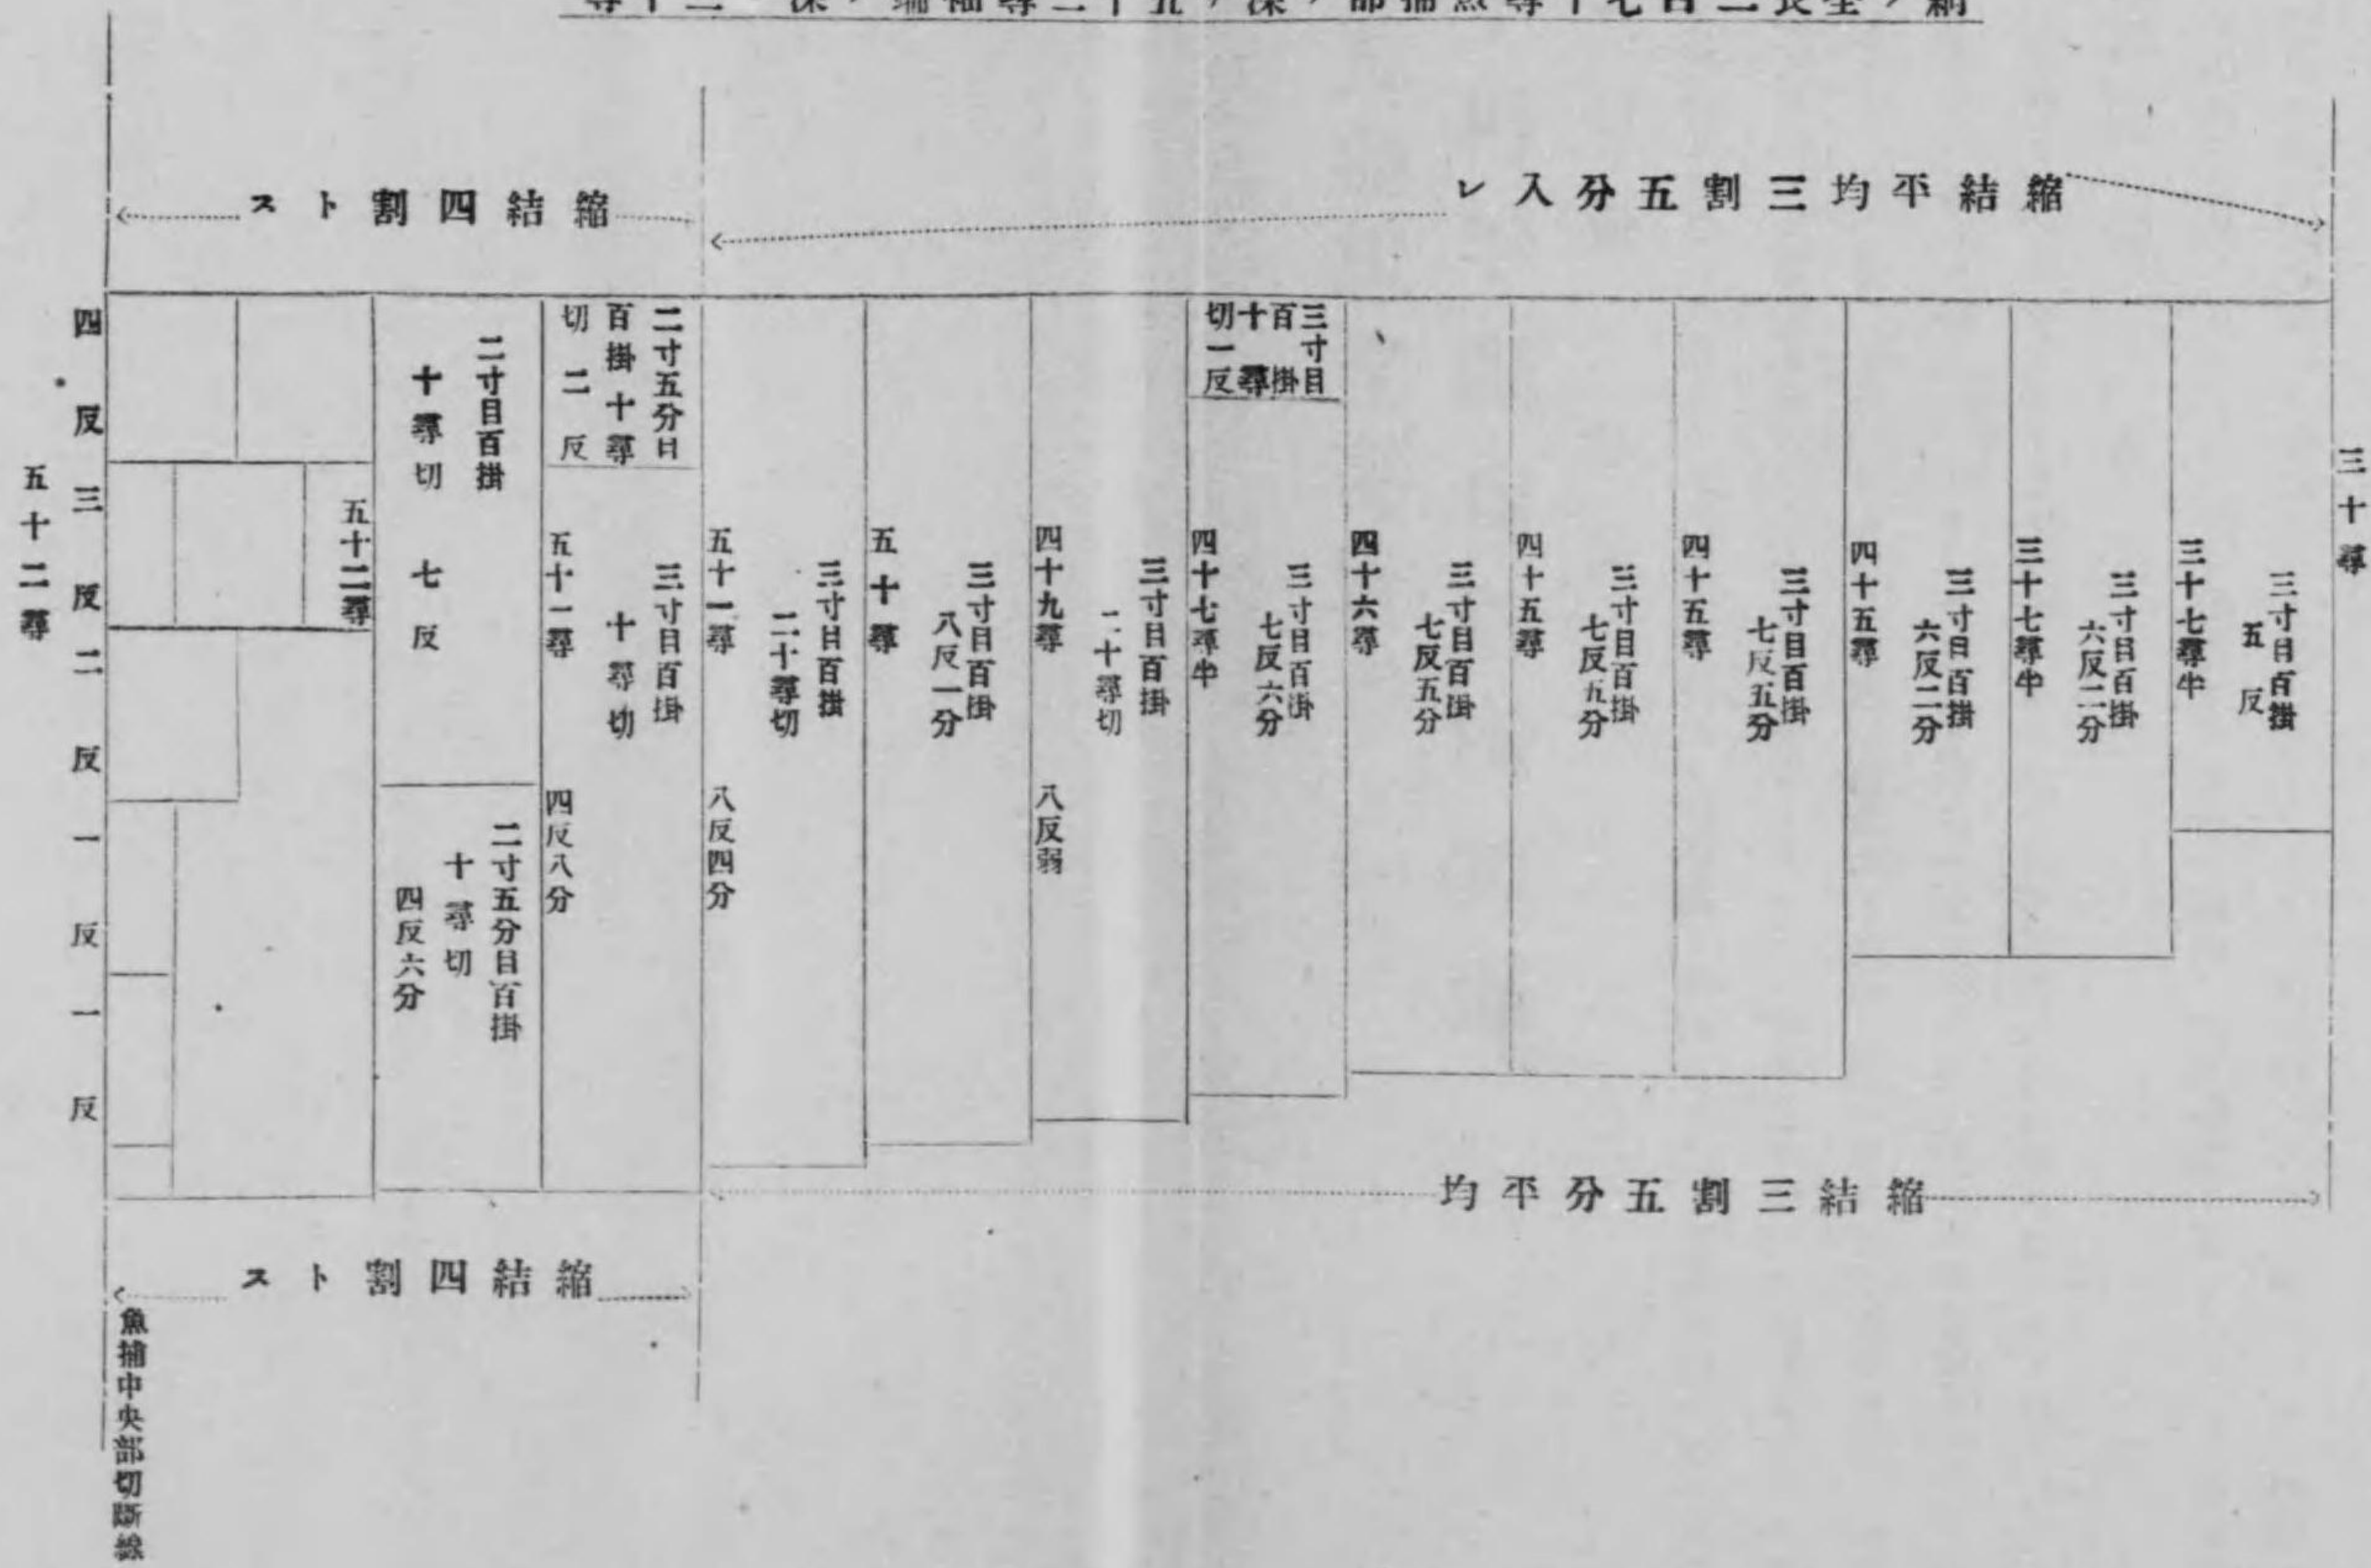 網ノ全長二百七十尋魚捕部ノ深ノ五十二尋袖端ノ深三十尋
縮結平均三割五分入レ
縮結四割トス
三十尋
三寸目百掛
五反
三十七尋半
三寸目百掛
六反二分
三十七尋半
三寸目百掛
六反二分
四十五尋
三寸目百掛
七反五分
四十五尋
三寸目百掛
七反五分
四十五尋
三寸目百掛
七反五分
四十六尋
三寸目
百掛
十尋
切一反
三寸目百掛
七反六分
四十七尋半
三寸目百掛
二十尋切
四十九尋
八反弱
三寸目百掛
八反一分
五十尋
三寸目百掛
二十尋切
五十一尋
八反四分
二寸五分目
百掛十尋
切二反
三寸目百掛
十尋切
五十二尋
四反八分
二寸目百掛
十尋切 七反
二寸五分目百掛
十尋切
四反六分
五十二尋
四反
三反
二反
一反
一反
五十二尋
縮結三割五分平均
縮結四割トス
魚捕中央部切斷線